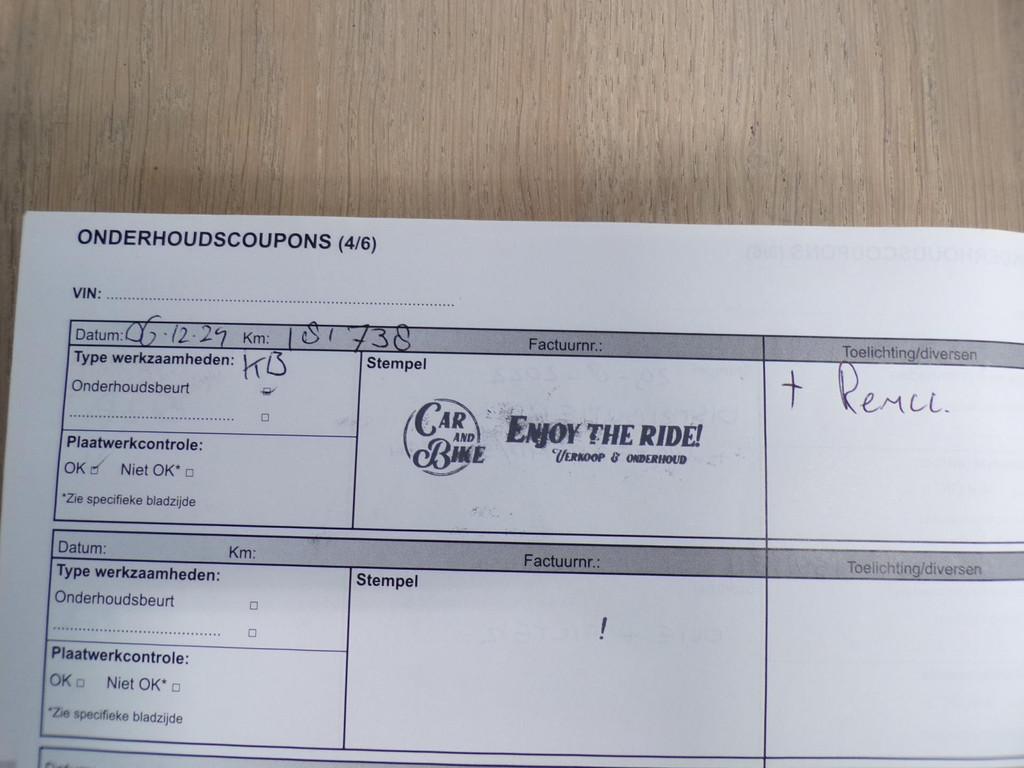 ONDERHOUDSCOUPONS (4/6)
VIN:
Datum: 06-12-24 Km: 181738 Factuurnr.: Toelichting/diversen
Type werkzaamheden: KB
Stempel
+ Remcc.
Onderhoudsbeurt
CAR AND BIKE
ENJOY THE RIDE!
VERKOOP & ONDERHOUD
Plaatwerkcontrole:
OK Niet OK*
*Zie specifieke bladzijde
Datum: Km: Factuurnr.: Toelichting/diversen
Type werkzaamheden:
Stempel
Onderhoudsbeurt
!
Plaatwerkcontrole:
OK Niet OK*
*Zie specifieke bladzijde